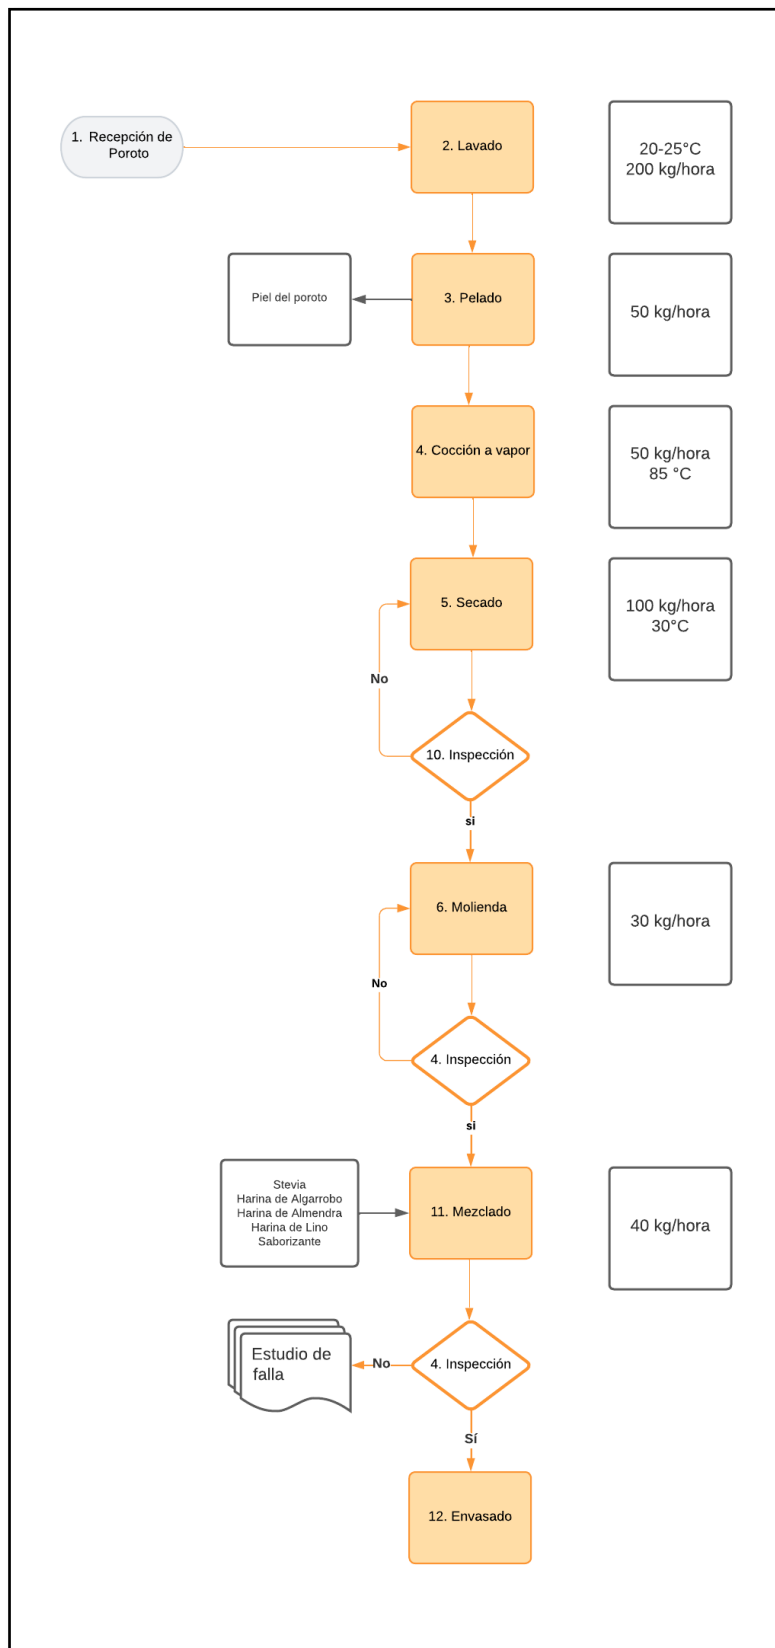 1. Recepción de
Poroto
2. Lavado
20-25°C
200 kg/hora
Piel del poroto
3. Pelado
50 kg/hora
4. Cocción a vapor
50 kg/hora
85 °C
5. Secado
100 kg/hora
30°C
No
10. Inspección
si
6. Molienda
30 kg/hora
No
4. Inspección
si
Stevia
Harina de Algarrobo
Harina de Almendra
Harina de Lino
Saborizante
11. Mezclado
40 kg/hora
Estudio de
falla
No
4. Inspección
Sí
12. Envasado